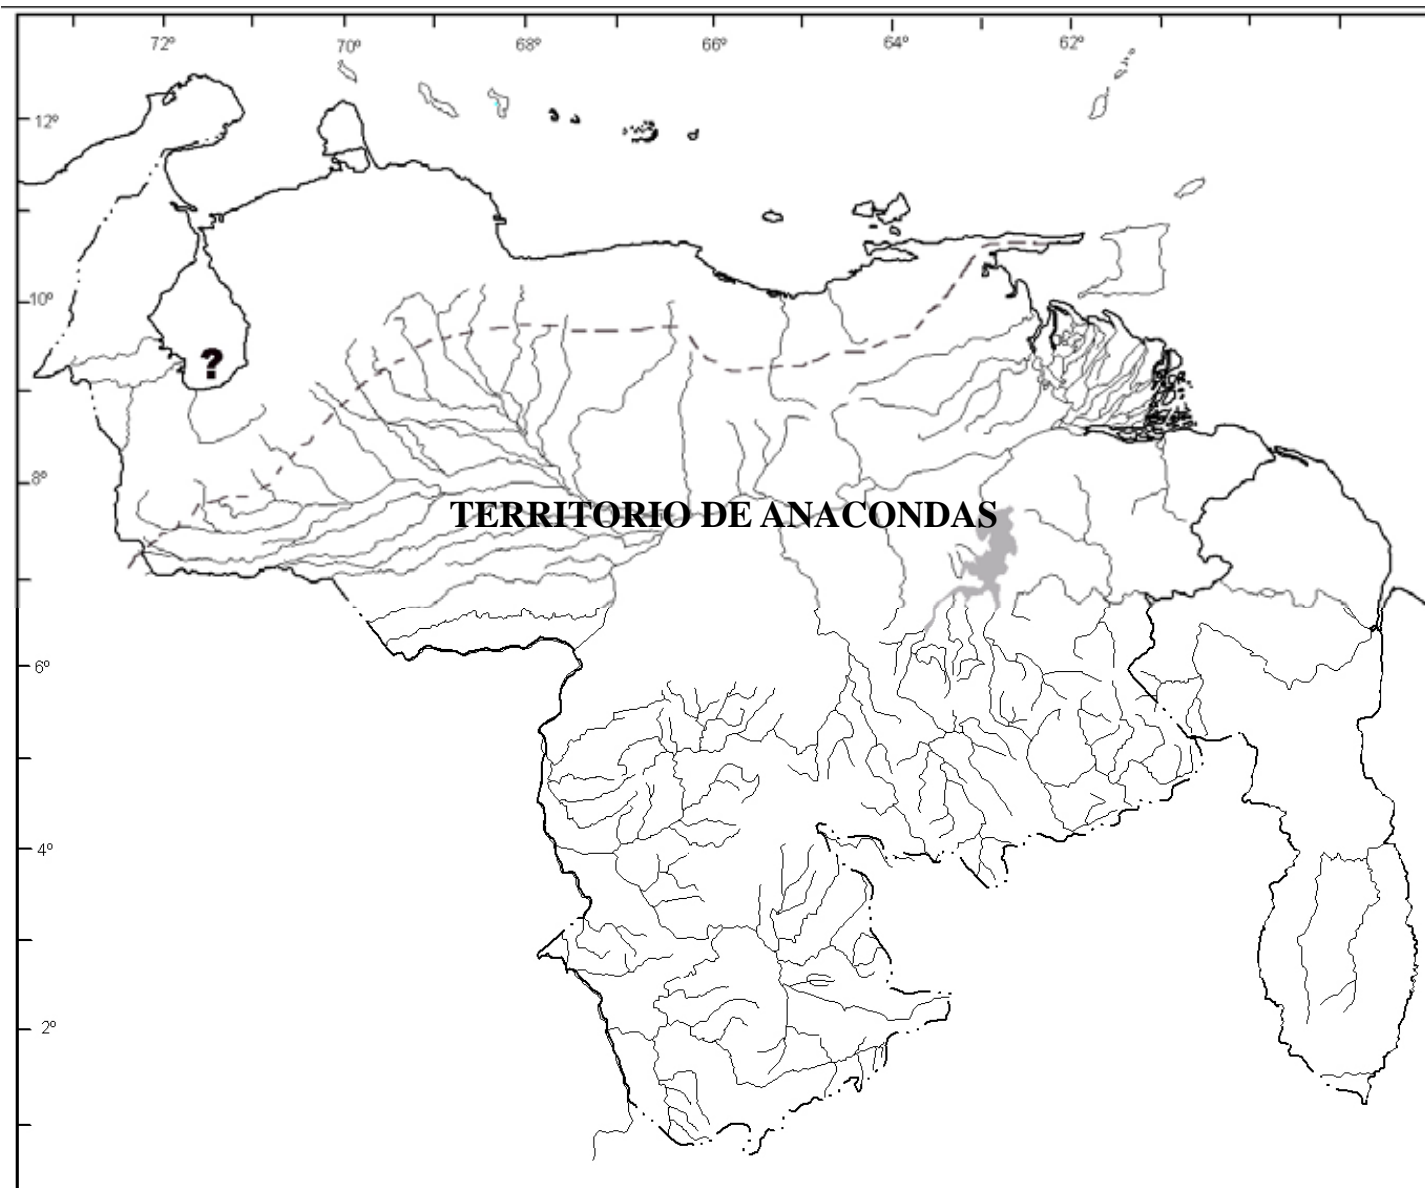 72º 70º 68º 66º 64º 62º
12º
10º
?
8º
TERRITORIO DE ANACONDAS
6º
4º
2º